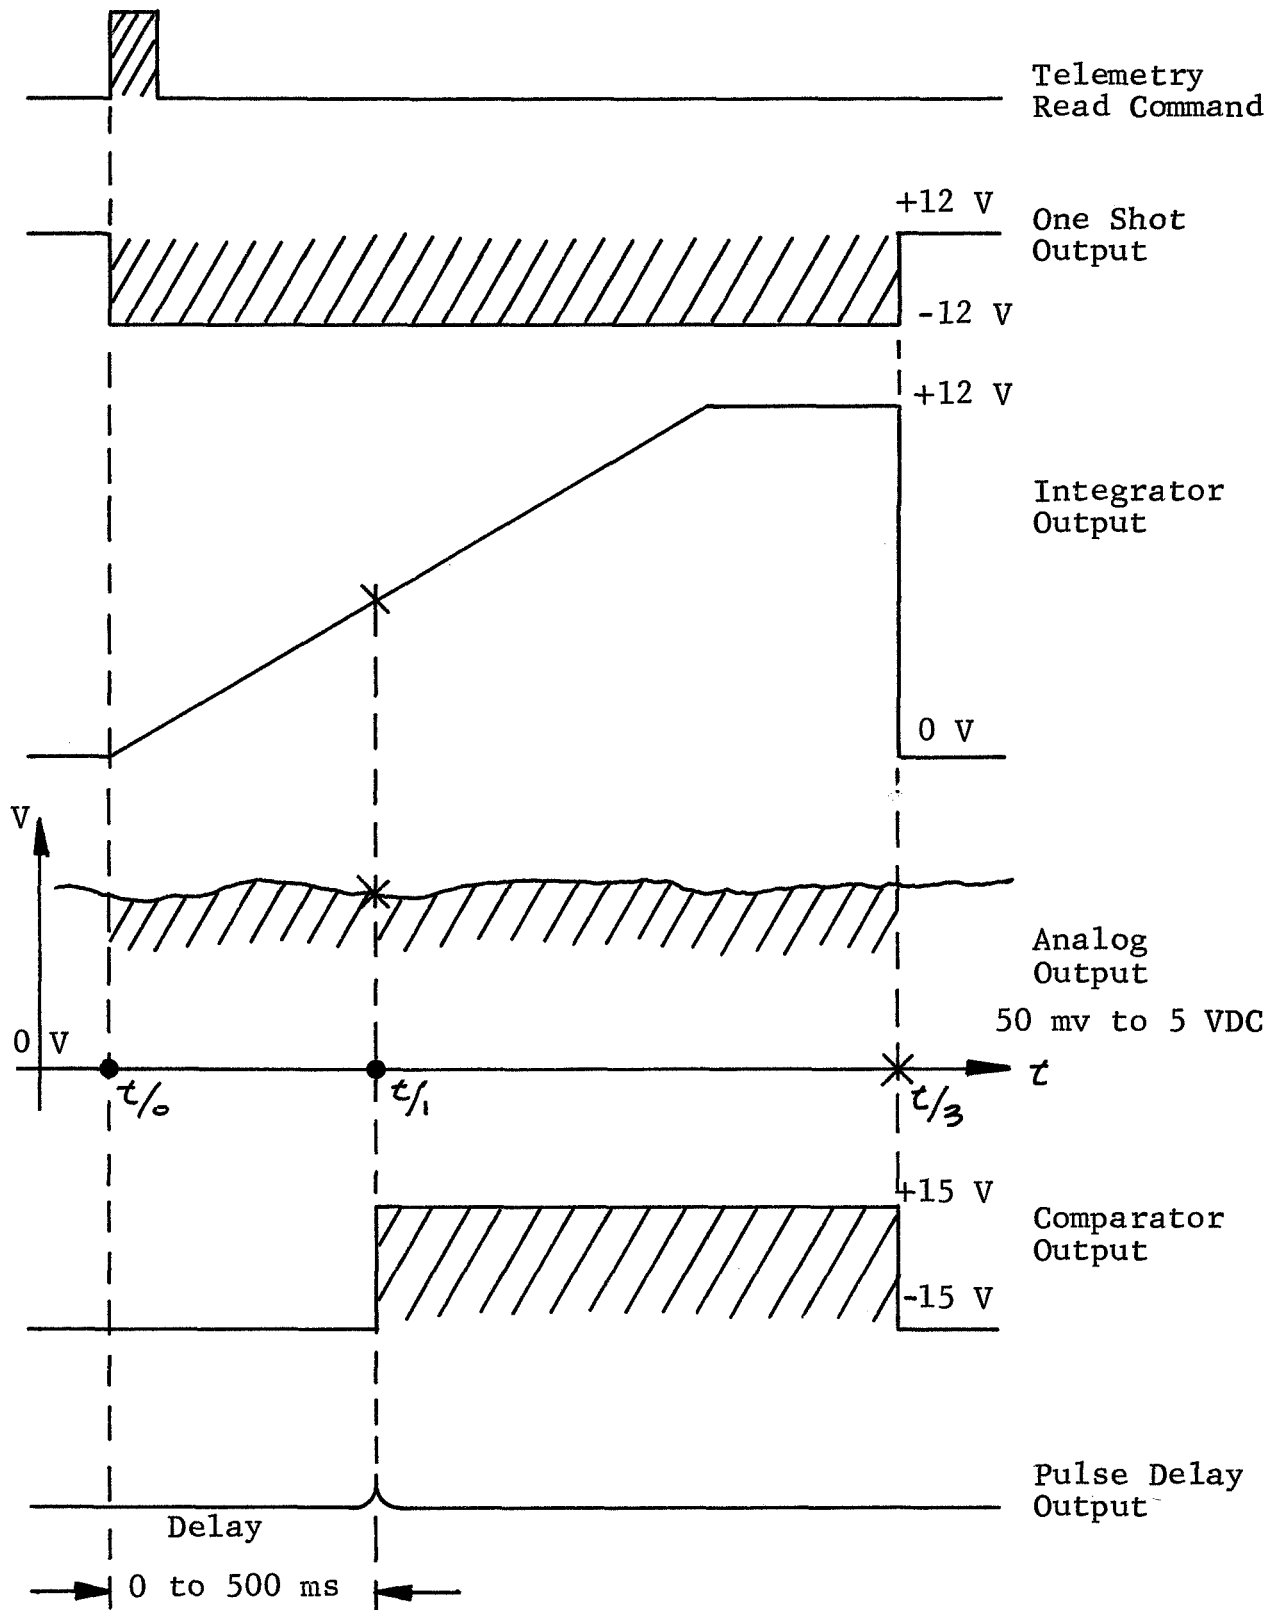 Telemetry
Read Command
+12 V
One Shot
Output
-12 V
+12 V
Integrator
Output
0 V
V
Analog
Output
50 mv to 5 VDC
0 V
t/0
t/1
t/3
t
+15 V
Comparator
Output
-15 V
Pulse Delay
Output
Delay
0 to 500 ms